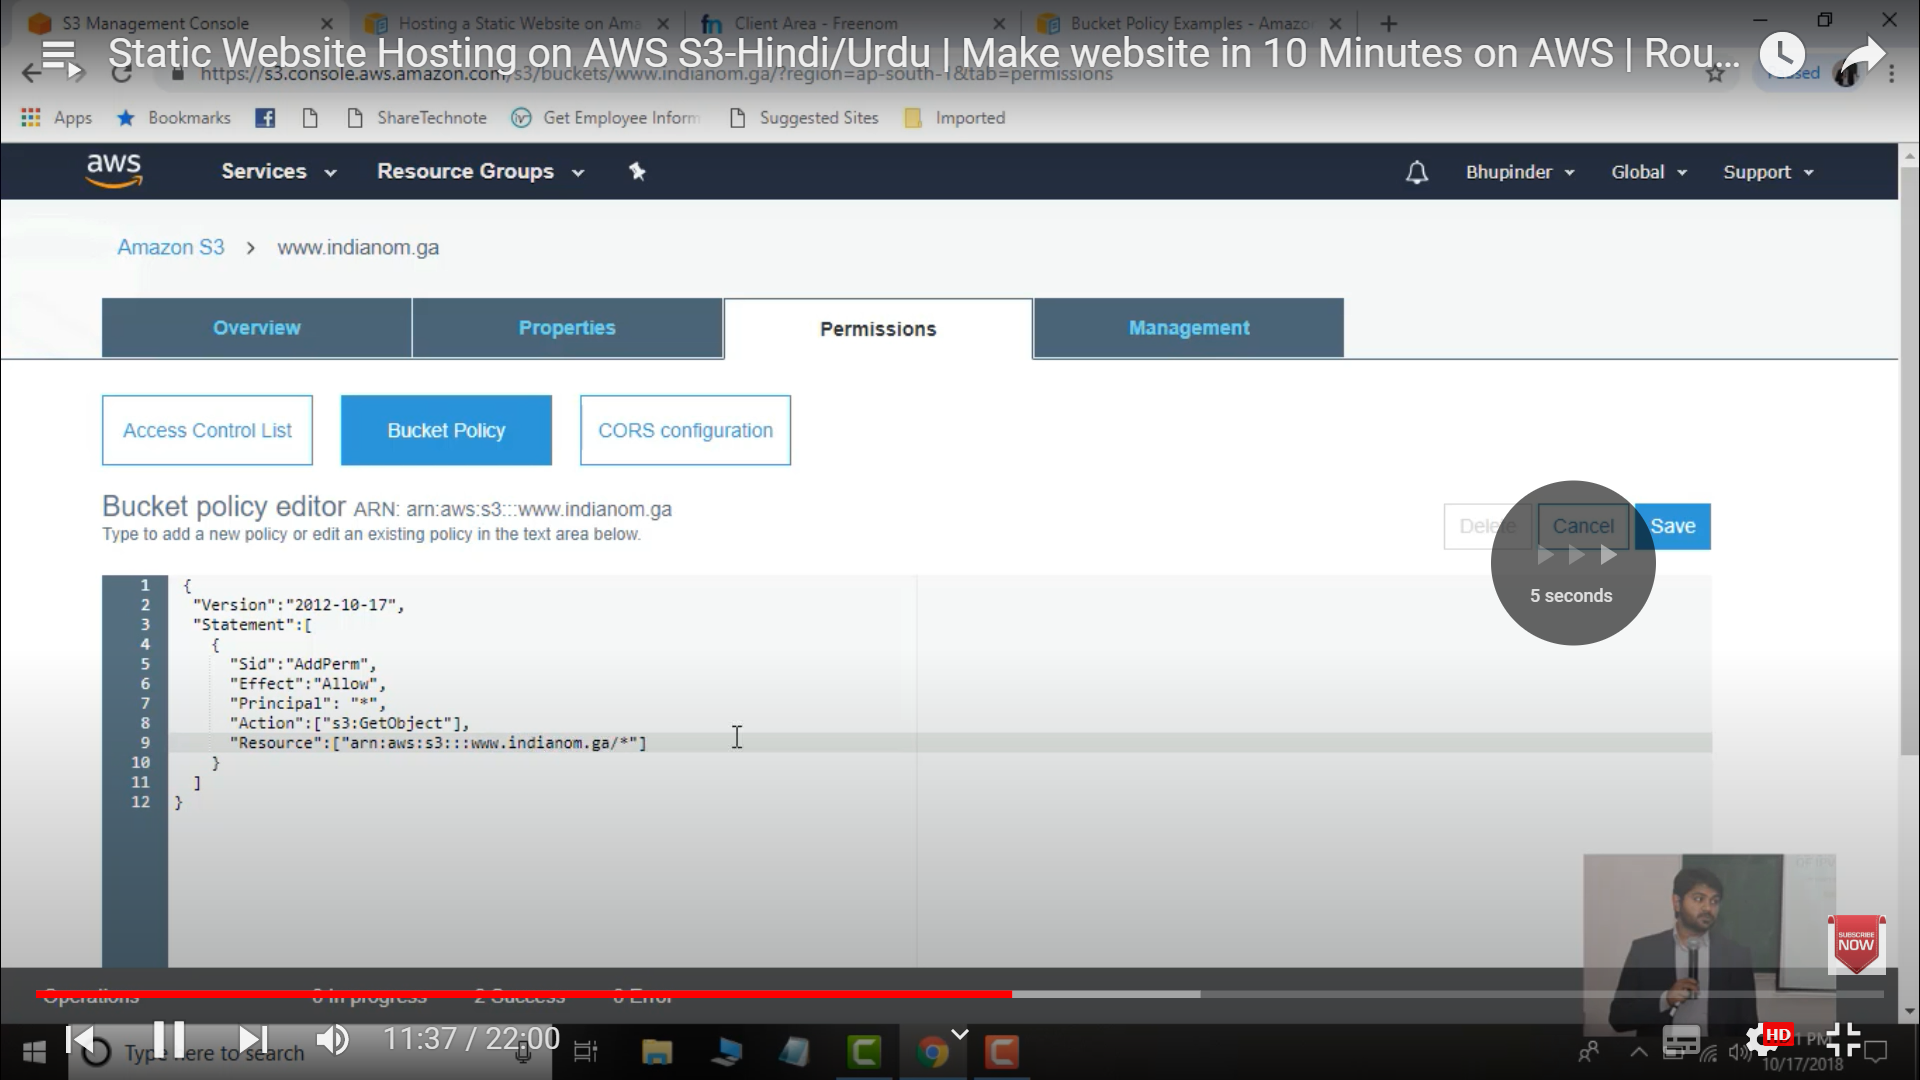 S3 Management Console
Hosting a Static Website on Ama
Client Area - Freenom
Bucket Policy Examples - Amazo
Static Website Hosting on AWS S3-Hindi/Urdu | Make website in 10 Minutes on AWS | Rou...
https://s3.console.aws.amazon.com/s3/buckets/www.indianom.ga/?region=ap-south-1&tab=permissions
Apps
Bookmarks
ShareTechnote
Get Employee Inform
Suggested Sites
Imported
aws
Services
Resource Groups
Bhupinder
Global
Support
Amazon S3 > www.indianom.ga
Overview
Properties
Permissions
Management
Access Control List
Bucket Policy
CORS configuration
Bucket policy editor ARN: arn:aws:s3:::www.indianom.ga
Type to add a new policy or edit an existing policy in the text area below.
Delete
Cancel
Save
5 seconds
1 {
2 "Version":"2012-10-17",
3 "Statement":[
4 {
5 "Sid":"AddPerm",
6 "Effect":"Allow",
7 "Principal": "*",
8 "Action":["s3:GetObject"],
9 "Resource":["arn:aws:s3:::www.indianom.ga/*"]
10 }
11 ]
12 }
SUBSCRIBE
NOW
Operations
0 In progress
2 Success
0 Error
11:37 / 22:00
Type here to search
HD
1 PM
10/17/2018